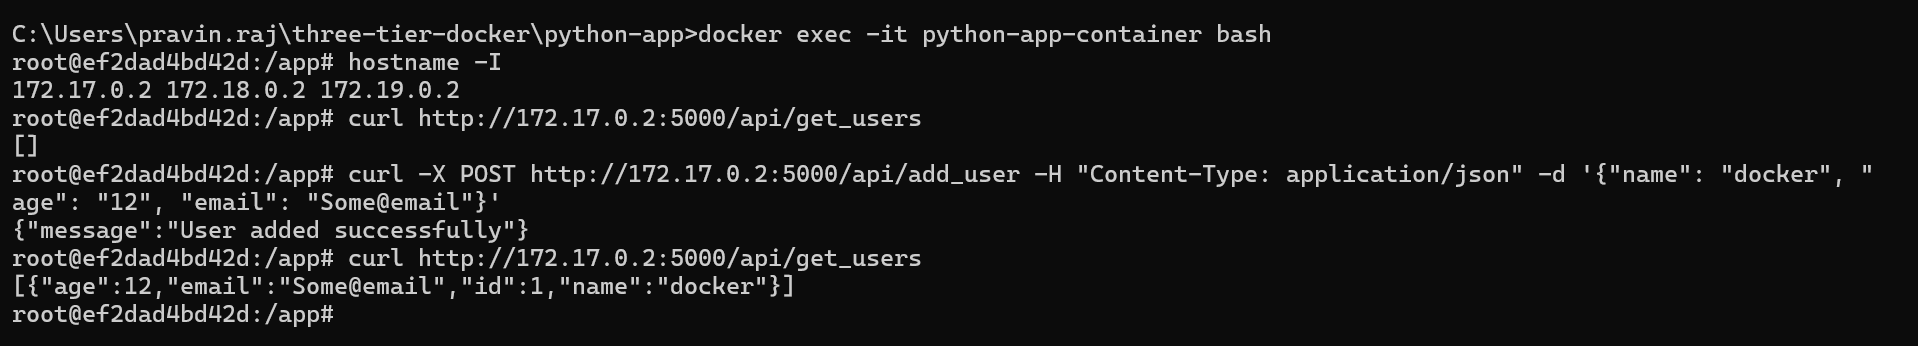 C:\Users\pravin.raj\three-tier-docker\python-app>docker exec -it python-app-container bash
root@ef2dad4bd42d:/app# hostname -I
172.17.0.2 172.18.0.2 172.19.0.2
root@ef2dad4bd42d:/app# curl http://172.17.0.2:5000/api/get_users
[]
root@ef2dad4bd42d:/app# curl -X POST http://172.17.0.2:5000/api/add_user -H "Content-Type: application/json" -d '{"name": "docker", "
age": "12", "email": "Some@email"}'
{"message":"User added successfully"}
root@ef2dad4bd42d:/app# curl http://172.17.0.2:5000/api/get_users
[{"age":12,"email":"Some@email","id":1,"name":"docker"}]
root@ef2dad4bd42d:/app#